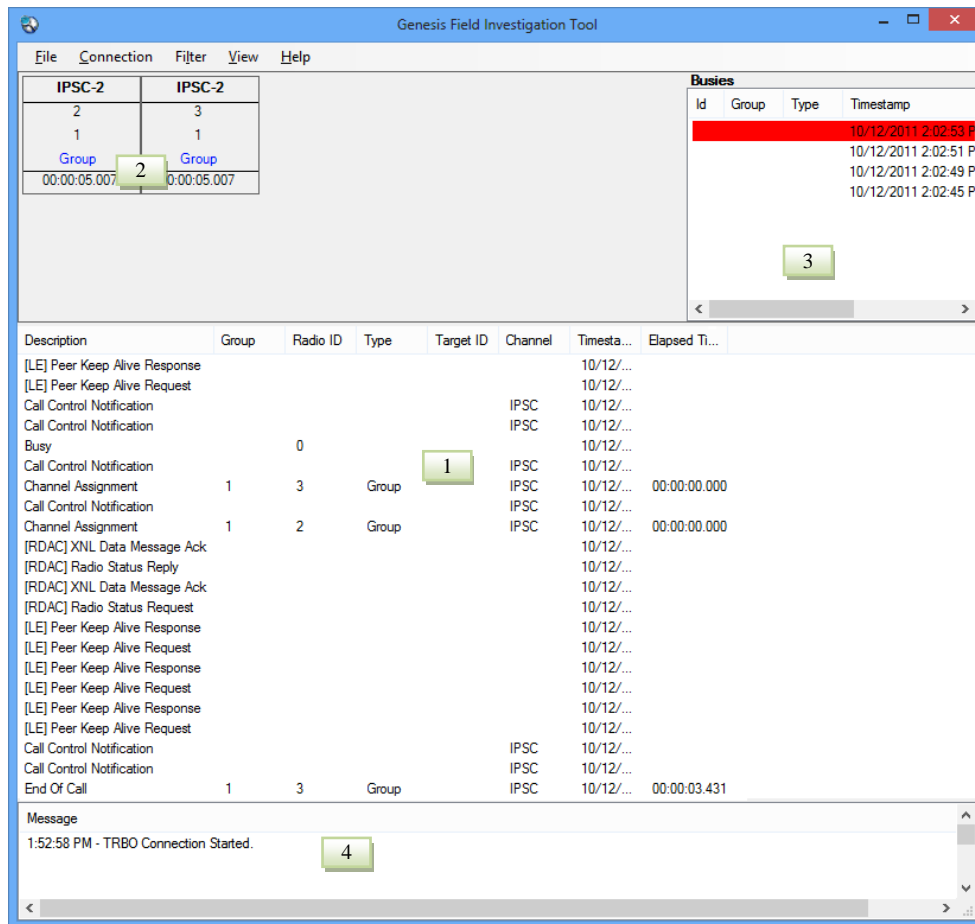 Genesis Field Investigation Tool
File Connection Filter View Help
IPSC-2 IPSC-2
2 3
1 1
Group Group
00:00:05.007 0:00:05.007
2
Busies
Id Group Type Timestamp
10/12/2011 2:02:53 P
10/12/2011 2:02:51 P
10/12/2011 2:02:49 P
10/12/2011 2:02:45 P
3
Description Group Radio ID Type Target ID Channel Timesta... Elapsed Ti...
[LE] Peer Keep Alive Response 10/12/...
[LE] Peer Keep Alive Request 10/12/...
Call Control Notification IPSC 10/12/...
Call Control Notification IPSC 10/12/...
Busy 0 10/12/...
Call Control Notification IPSC 10/12/...
1
Channel Assignment 1 3 Group IPSC 10/12/... 00:00:00.000
Call Control Notification IPSC 10/12/...
Channel Assignment 1 2 Group IPSC 10/12/... 00:00:00.000
[RDAC] XNL Data Message Ack 10/12/...
[RDAC] Radio Status Reply 10/12/...
[RDAC] XNL Data Message Ack 10/12/...
[RDAC] Radio Status Request 10/12/...
[LE] Peer Keep Alive Response 10/12/...
[LE] Peer Keep Alive Request 10/12/...
[LE] Peer Keep Alive Response 10/12/...
[LE] Peer Keep Alive Request 10/12/...
[LE] Peer Keep Alive Response 10/12/...
[LE] Peer Keep Alive Request 10/12/...
Call Control Notification IPSC 10/12/...
Call Control Notification IPSC 10/12/...
End Of Call 1 3 Group IPSC 10/12/... 00:00:03.431
Message
1:52:58 PM - TRBO Connection Started.
4